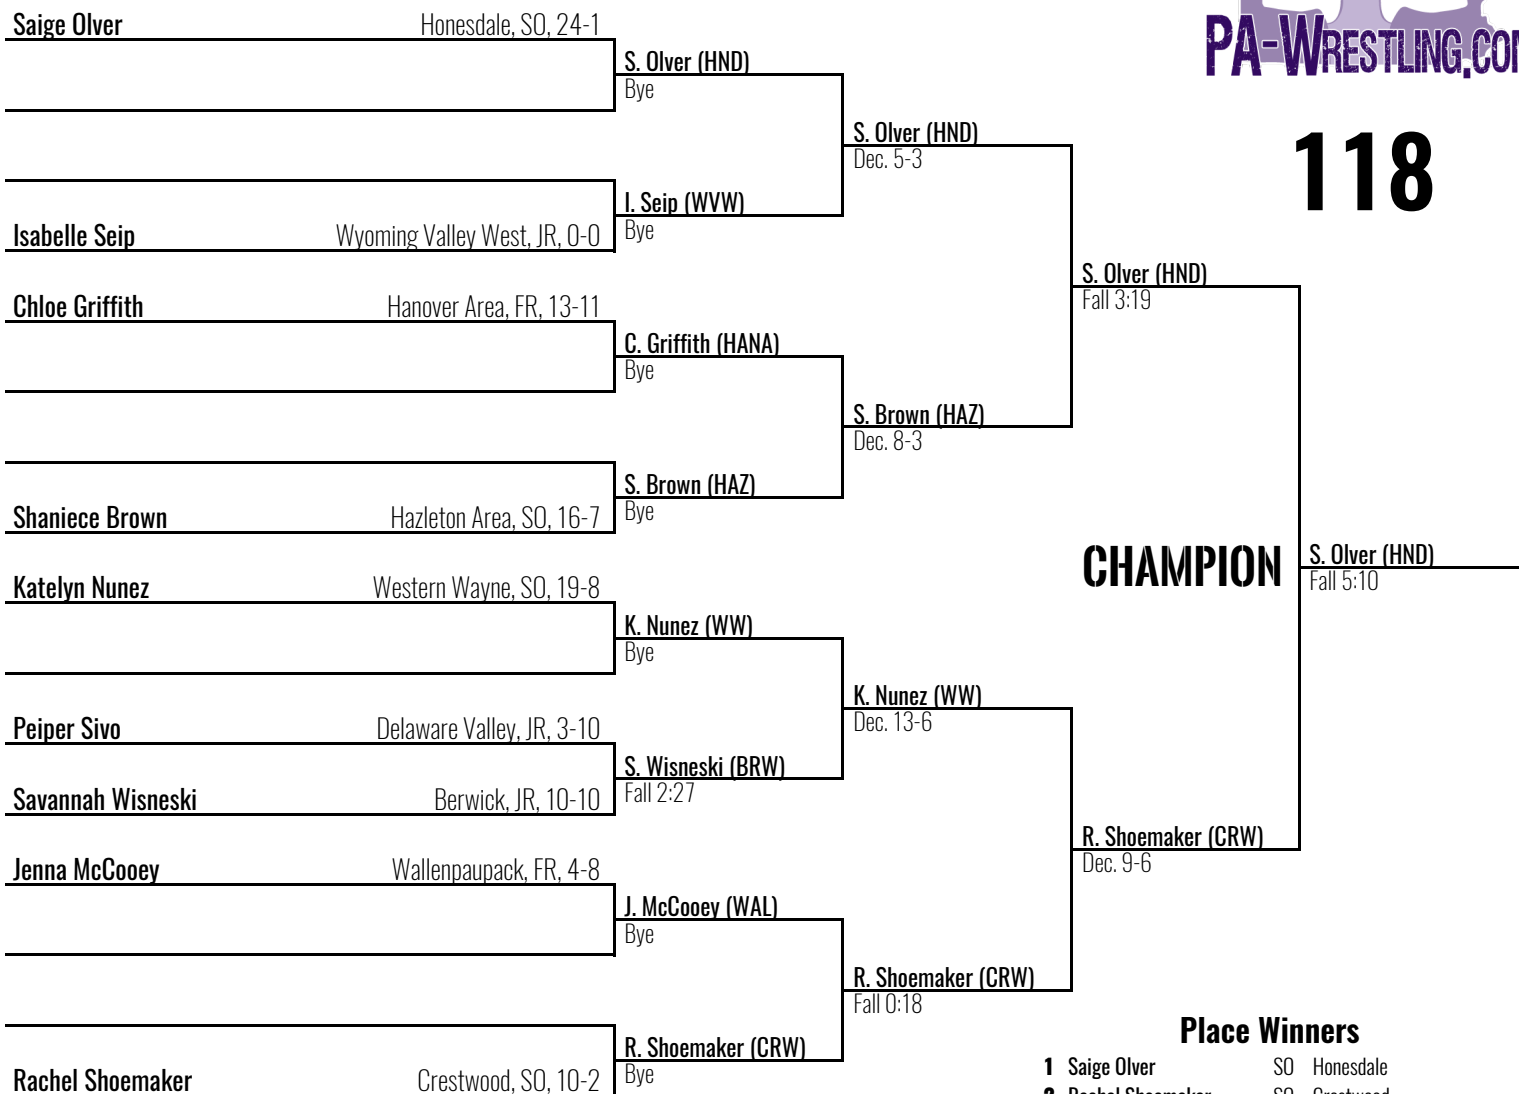 PA-WRESTLING.COM
118
Saige Olver Honesdale, SO, 24-1
S. Olver (HND)
Bye
S. Olver (HND)
Dec. 5-3
I. Seip (WVW)
Bye
Isabelle Seip Wyoming Valley West, JR, 0-0
S. Olver (HND)
Fall 3:19
Chloe Griffith Hanover Area, FR, 13-11
C. Griffith (HANA)
Bye
S. Brown (HAZ)
Dec. 8-3
S. Brown (HAZ)
Bye
Shaniece Brown Hazleton Area, SO, 16-7
CHAMPION
S. Olver (HND)
Fall 5:10
Katelyn Nunez Western Wayne, SO, 19-8
K. Nunez (WW)
Bye
K. Nunez (WW)
Dec. 13-6
Peiper Sivo Delaware Valley, JR, 3-10
S. Wisneski (BRW)
Fall 2:27
Savannah Wisneski Berwick, JR, 10-10
R. Shoemaker (CRW)
Dec. 9-6
Jenna McCooey Wallenpaupack, FR, 4-8
J. McCooey (WAL)
Bye
R. Shoemaker (CRW)
Fall 0:18
R. Shoemaker (CRW)
Bye
Rachel Shoemaker Crestwood, SO, 10-2
Place Winners
1 Saige Olver SO Honesdale
2 Rachel Shoemaker SO Crestwood